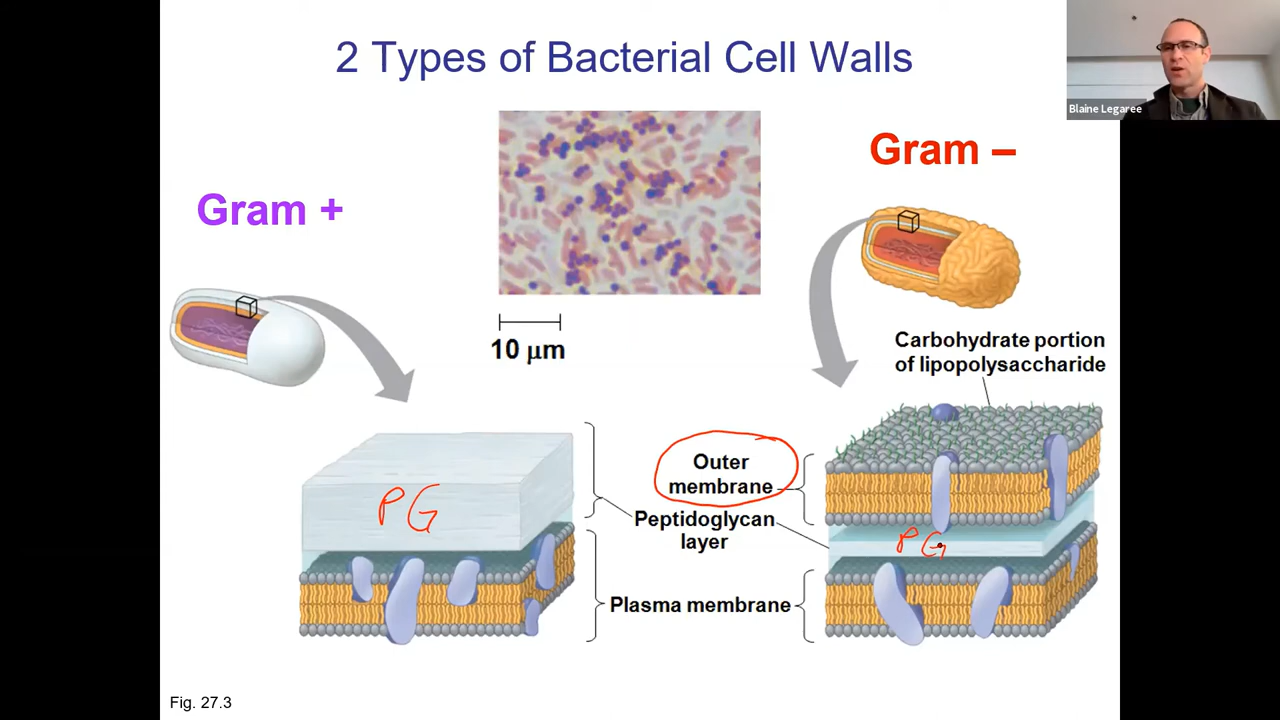 2 Types of Bacterial Cell Walls
Blaine Legaree
Gram –
Gram +
10 μm
Carbohydrate portion
of lipopolysaccharide
Outer
membrane
PG
Peptidoglycan
layer
PG
Plasma membrane
Fig. 27.3